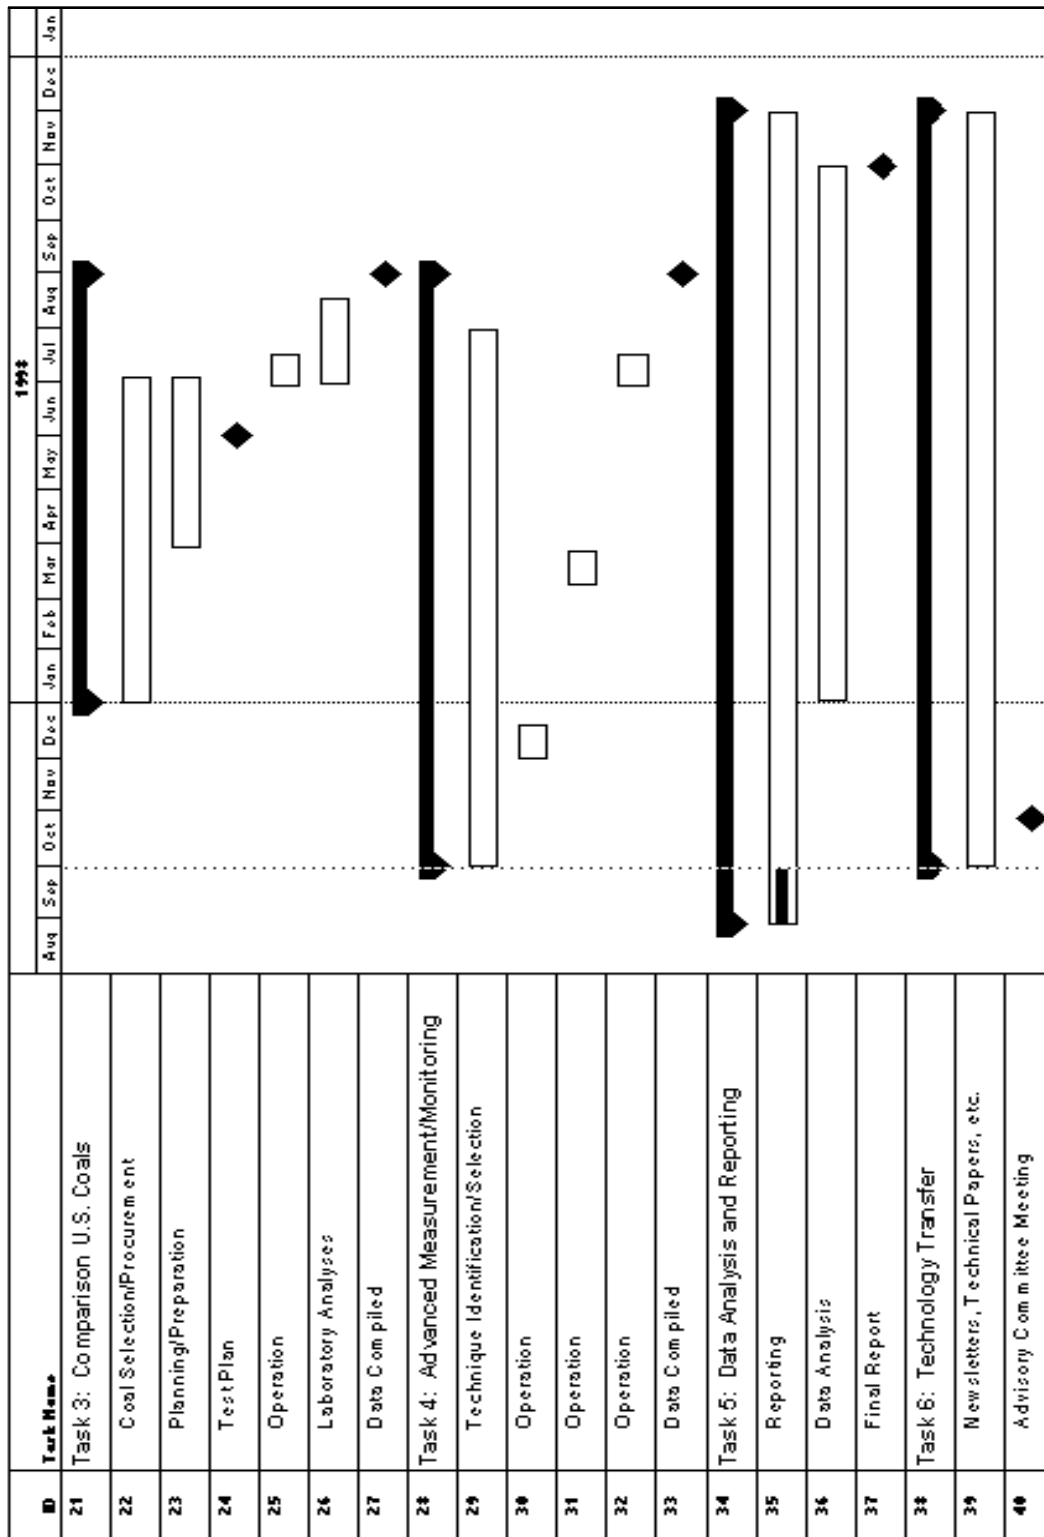 ID Task Name Aug Sep Oct Nov Dec Jan Feb Mar Apr May Jun Jul Aug Sep Oct Nov Dec Jan
1998
21 Task 3: Comparison U.S. Coals
22 Coal Selection/Procurement
23 Planning/Preparation
24 Test Plan
25 Operation
26 Laboratory Analyses
27 Data Compiled
28 Task 4: Advanced Measurement/Monitoring
29 Technique Identification/Selection
30 Operation
31 Operation
32 Operation
33 Data Compiled
34 Task 5: Data Analysis and Reporting
35 Reporting
36 Data Analysis
37 Final Report
38 Task 6: Technology Transfer
39 Newsletters, Technical Papers, etc.
40 Advisory Committee Meeting